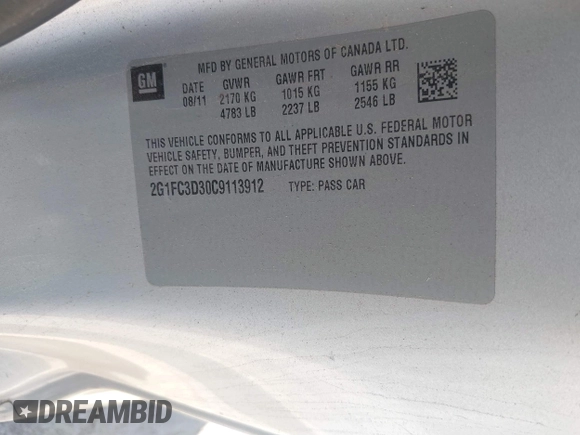 MFD BY GENERAL MOTORS OF CANADA LTD.
GM
DATE GVWR GAWR FRT GAWR RR
08/11 2170 KG 1015 KG 1155 KG
4783 LB 2237 LB 2546 LB
THIS VEHICLE CONFORMS TO ALL APPLICABLE U.S. FEDERAL MOTOR
VEHICLE SAFETY, BUMPER, AND THEFT PREVENTION STANDARDS IN
EFFECT ON THE DATE OF MANUFACTURE SHOWN ABOVE.
2G1FC3D30C9113912 TYPE: PASS CAR
DREAMBID